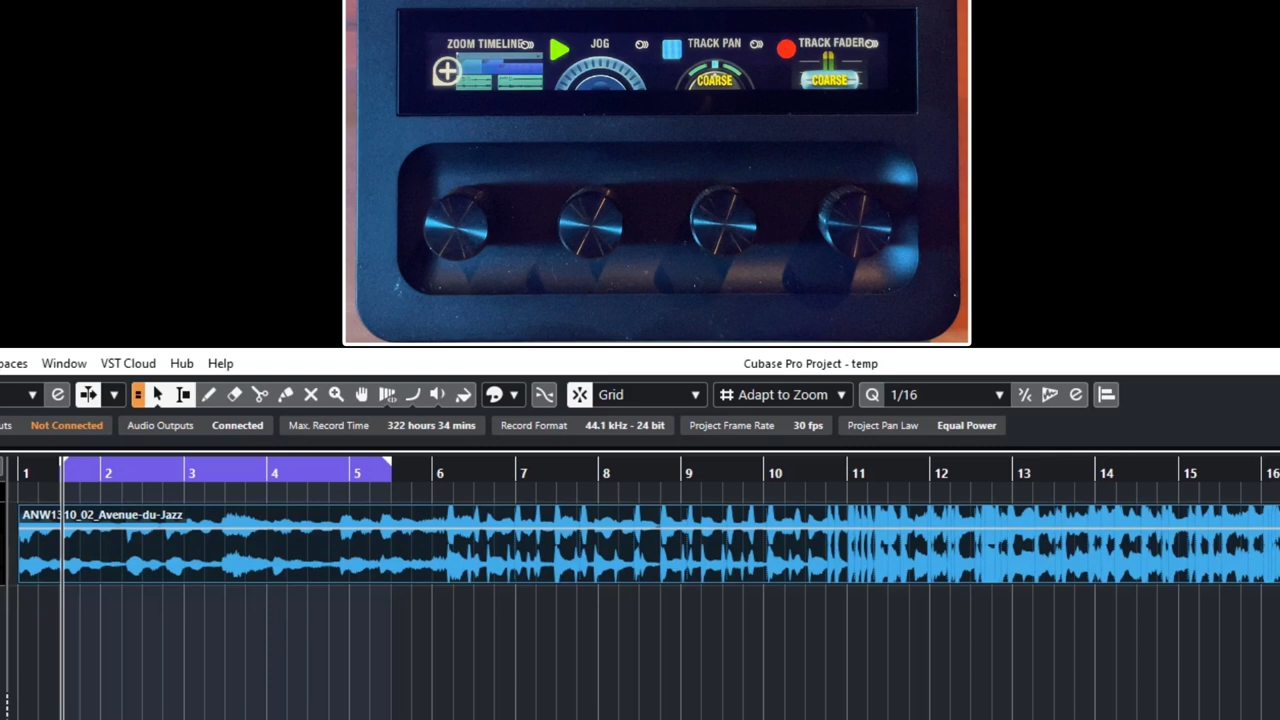 ZOOM TIMELINE JOG TRACK PAN TRACK FADER
COARSE COARSE
paces Window VST Cloud Hub Help Cubase Pro Project - temp
Grid Adapt to Zoom Q 1/16
uts Not Connected Audio Outputs Connected Max. Record Time 322 hours 34 mins Record Format 44.1 kHz - 24 bit Project Frame Rate 30 fps Project Pan Law Equal Power
1 2 3 4 5 6 7 8 9 10 11 12 13 14 15 16
ANW1310_02_Avenue-du-Jazz